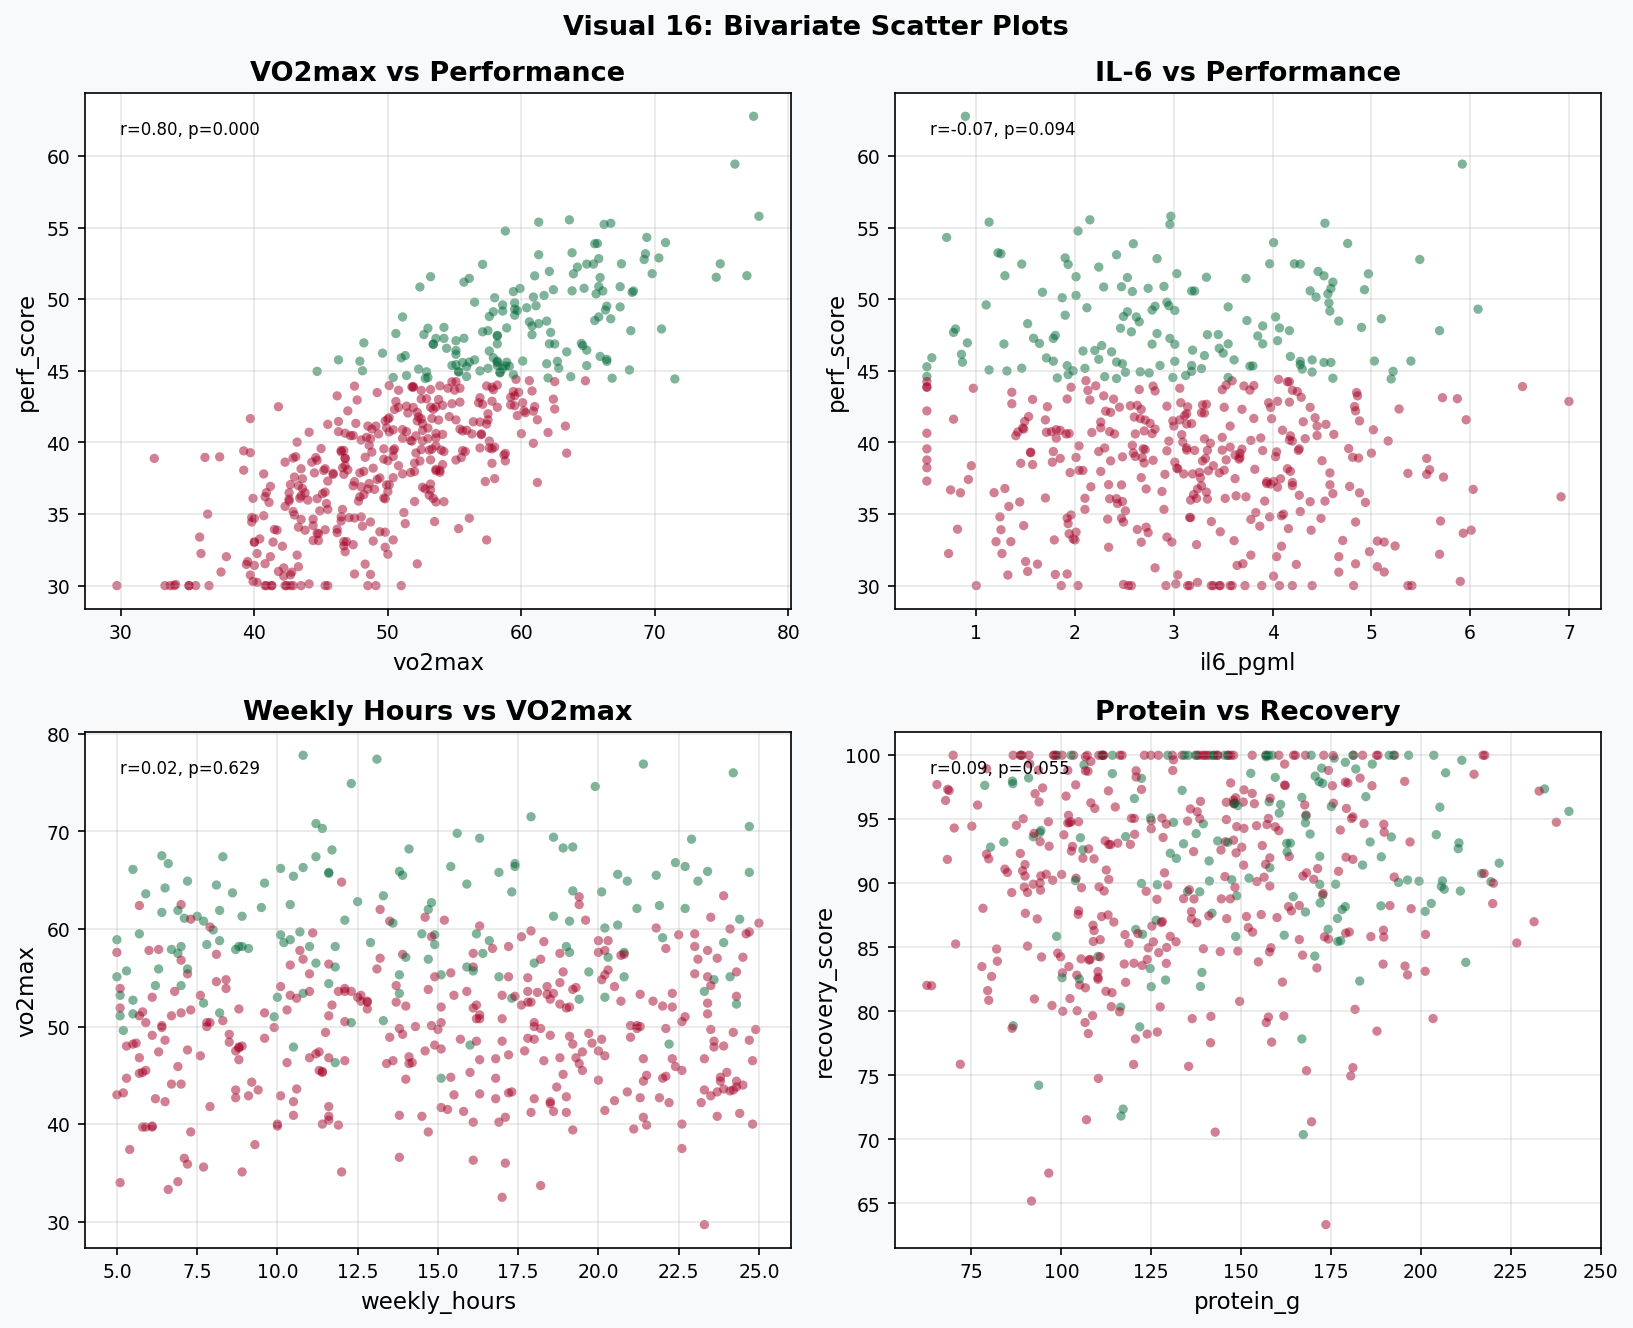 Visual 16: Bivariate Scatter Plots
VO2max vs Performance
r=0.80, p=0.000
perf_score
60
55
50
45
40
35
30
30 40 50 60 70 80
vo2max
IL-6 vs Performance
r=-0.07, p=0.094
perf_score
60
55
50
45
40
35
30
1 2 3 4 5 6 7
il6_pgml
Weekly Hours vs VO2max
r=0.02, p=0.629
vo2max
80
70
60
50
40
30
5.0 7.5 10.0 12.5 15.0 17.5 20.0 22.5 25.0
weekly_hours
Protein vs Recovery
r=0.09, p=0.055
recovery_score
100
95
90
85
80
75
70
65
75 100 125 150 175 200 225 250
protein_g